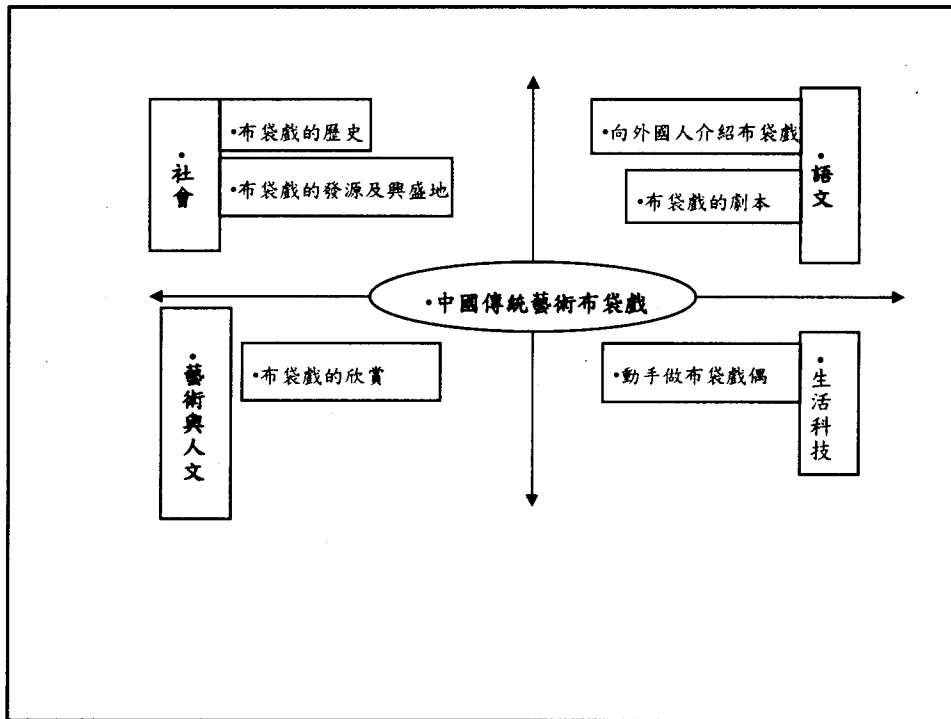 •社會
•布袋戲的歷史
•布袋戲的發源及興盛地
•語文
•向外國人介紹布袋戲
•布袋戲的劇本
•中國傳統藝術布袋戲
•藝術與人文
•布袋戲的欣賞
•生活科技
•動手做布袋戲偶